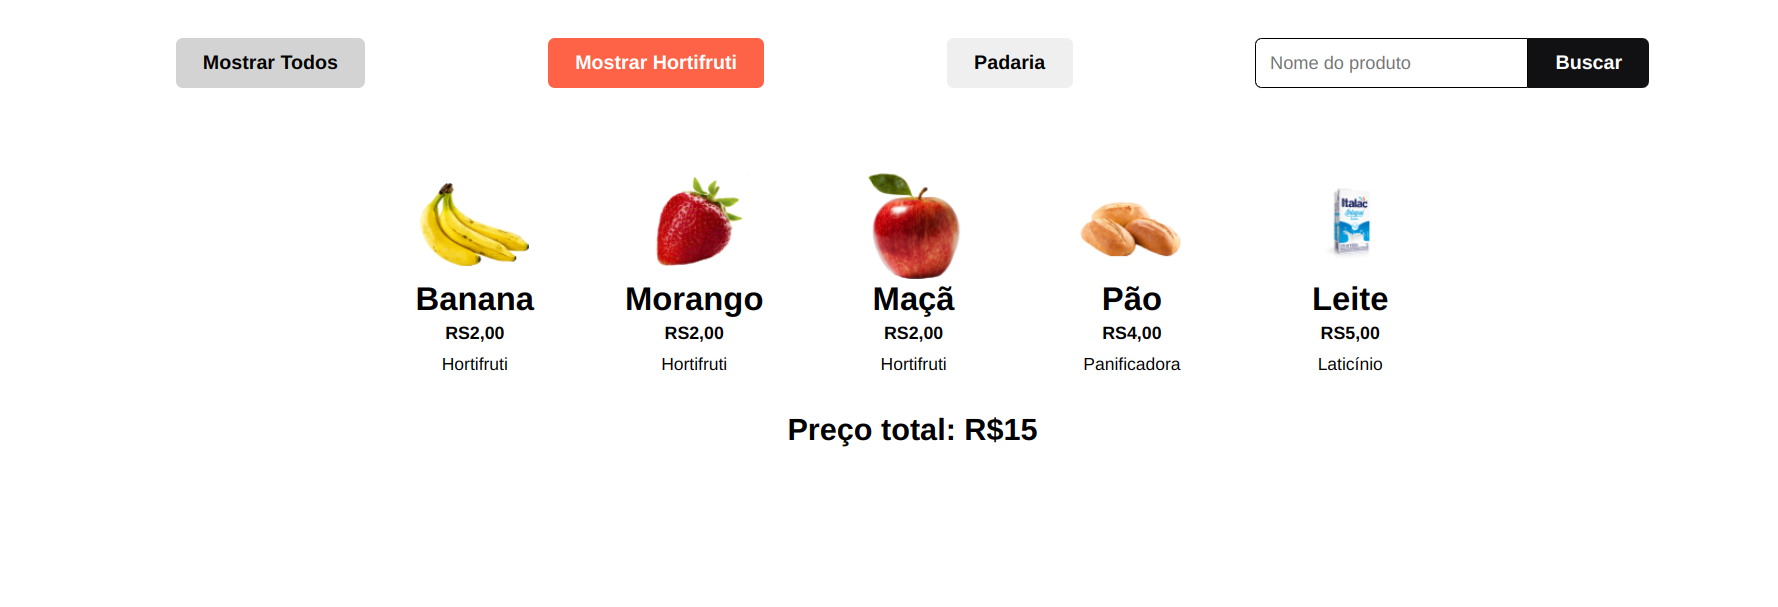 Mostrar Todos
Mostrar Hortifruti
Padaria
Nome do produto
Buscar
Italac
Banana
Morango
Maçã
Pão
Leite
RS2,00
RS2,00
RS2,00
RS4,00
RS5,00
Hortifruti
Hortifruti
Hortifruti
Panificadora
Laticínio
Preço total: R$15